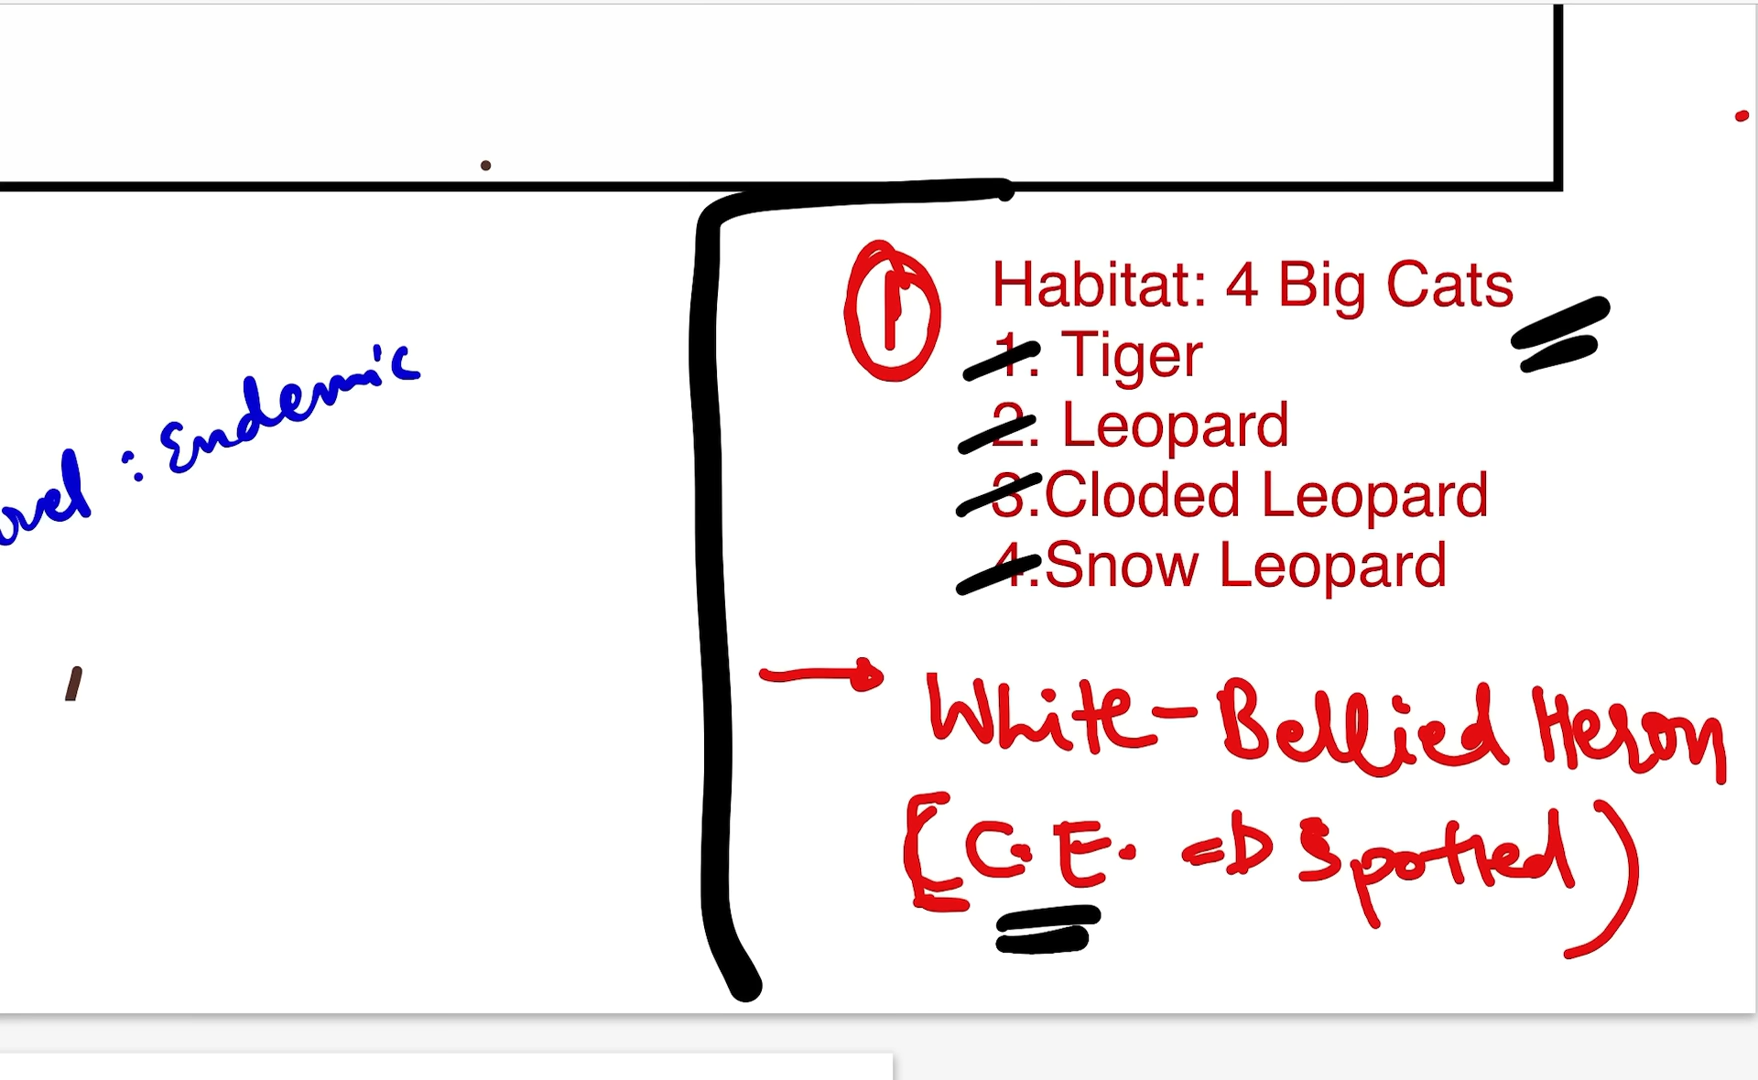 : Endemic
1 Habitat: 4 Big Cats
1. Tiger
2. Leopard
3.Cloded Leopard
4.Snow Leopard
→ White-Bellied Heron
[C.E. => Spotted)